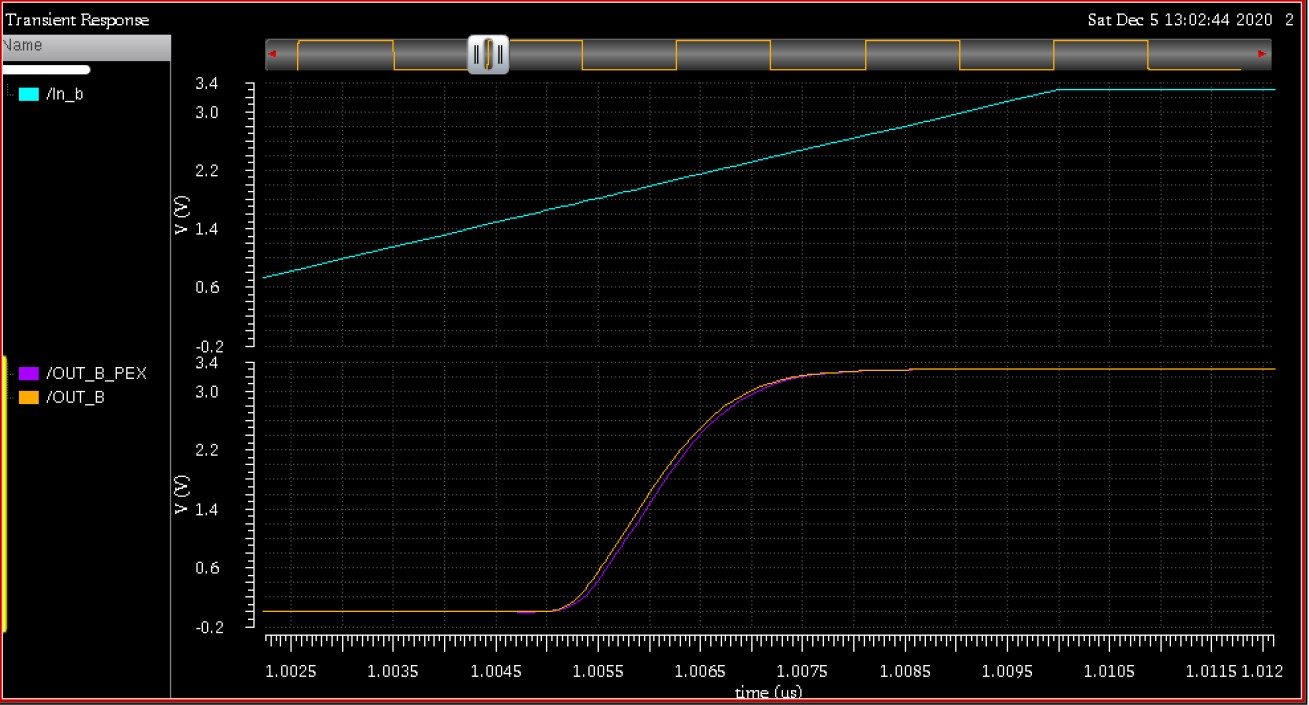 Transient Response
Sat Dec 5 13:02:44 2020 2
Name
/In_b
3.4
3.0
2.2
1.4
0.6
-0.2
V (V)
/OUT_B_PEX
/OUT_B
3.4
3.0
2.2
1.4
0.6
-0.2
V (V)
1.0025 1.0035 1.0045 1.0055 1.0065 1.0075 1.0085 1.0095 1.0105 1.0115 1.012
time (us)